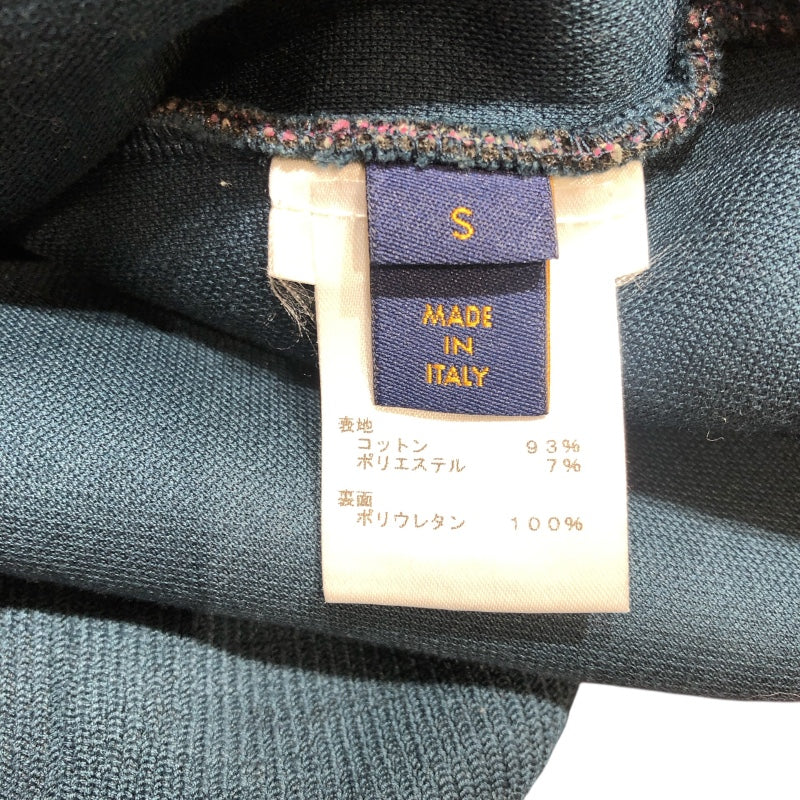 S
MADE
IN
ITALY
表地
コットン 93%
ポリエステル 7%
裏面
ポリウレタン 100%